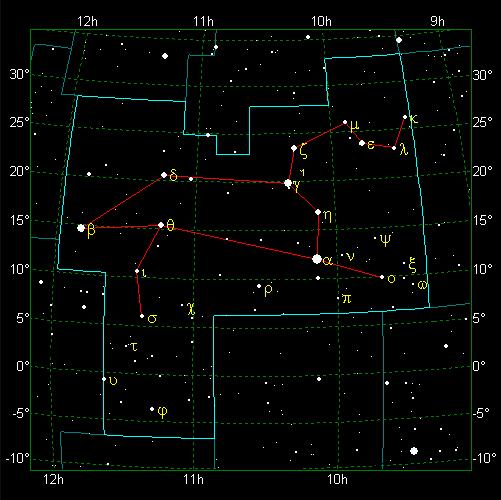 12h 11h 10h 9h
30° 30°
25° 25°
μ κ
ζ ε λ
20° δ γ¹ 20°
15° β θ η 15°
ψ
10° α ν ξ 10°
ι ο
ρ π ω
5° σ χ 5°
τ
0° 0°
υ
-5° φ -5°
-10° -10°
12h 11h 10h